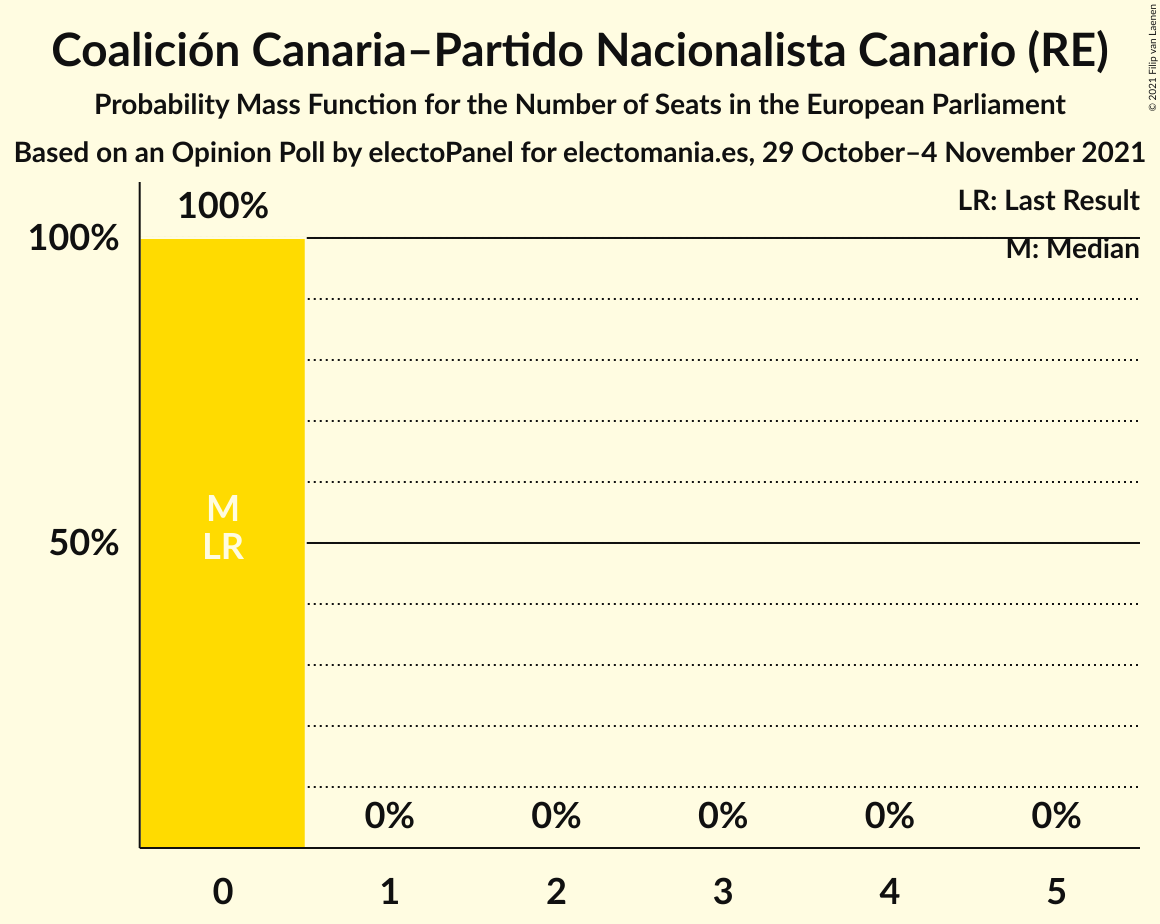 Coalición Canaria–Partido Nacionalista Canario (RE)
Probability Mass Function for the Number of Seats in the European Parliament
Based on an Opinion Poll by electoPanel for electomania.es, 29 October–4 November 2021
© 2021 Filip van Laenen
LR: Last Result
M: Median
100%
100%
50%
M
LR
0% 0% 0% 0% 0%
0 1 2 3 4 5